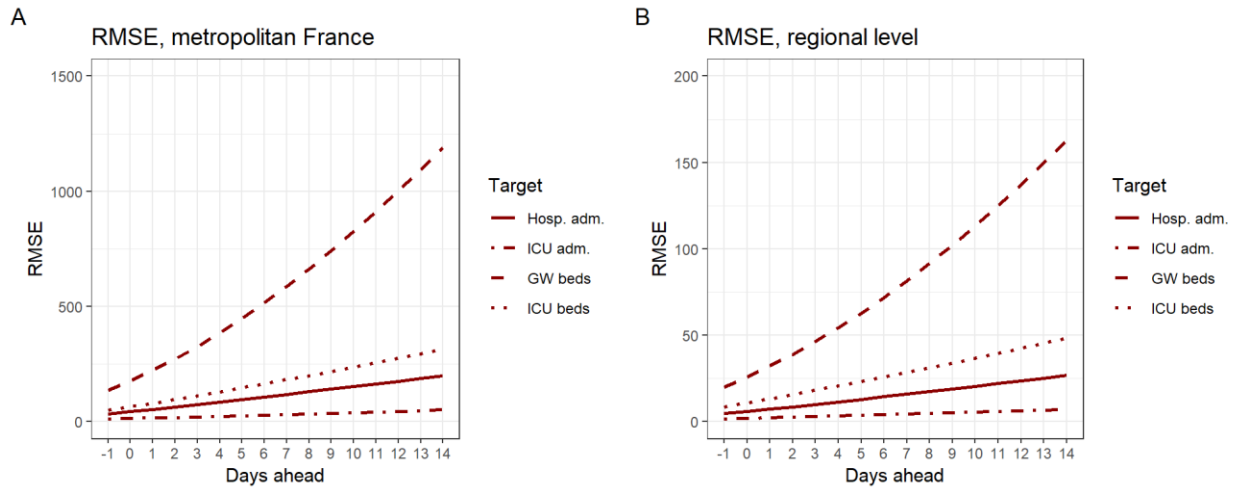 A
RMSE, metropolitan France
1500
1000
500
0
RMSE
-1 0 1 2 3 4 5 6 7 8 9 10 11 12 13 14
Days ahead
Target
Hosp. adm.
ICU adm.
GW beds
ICU beds
B
RMSE, regional level
200
150
100
50
0
RMSE
-1 0 1 2 3 4 5 6 7 8 9 10 11 12 13 14
Days ahead
Target
Hosp. adm.
ICU adm.
GW beds
ICU beds